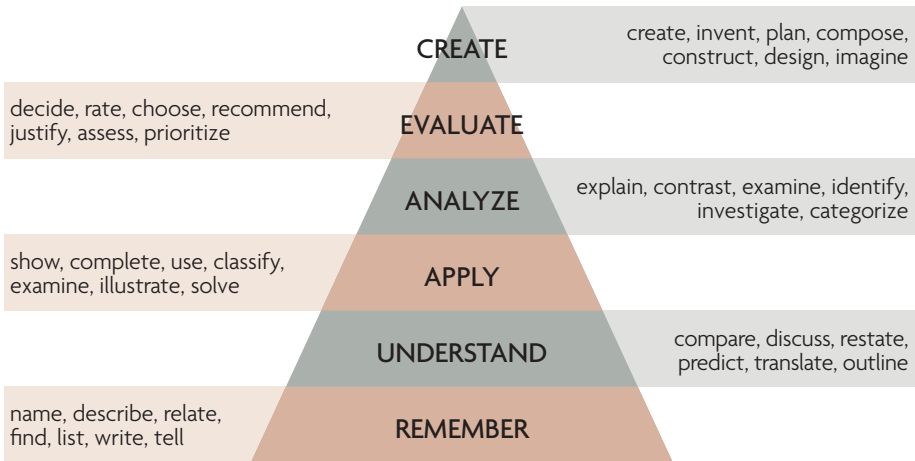 CREATE
create, invent, plan, compose,
construct, design, imagine
decide, rate, choose, recommend,
justify, assess, prioritize
EVALUATE
ANALYZE
explain, contrast, examine, identify,
investigate, categorize
show, complete, use, classify,
examine, illustrate, solve
APPLY
UNDERSTAND
compare, discuss, restate,
predict, translate, outline
name, describe, relate,
find, list, write, tell
REMEMBER